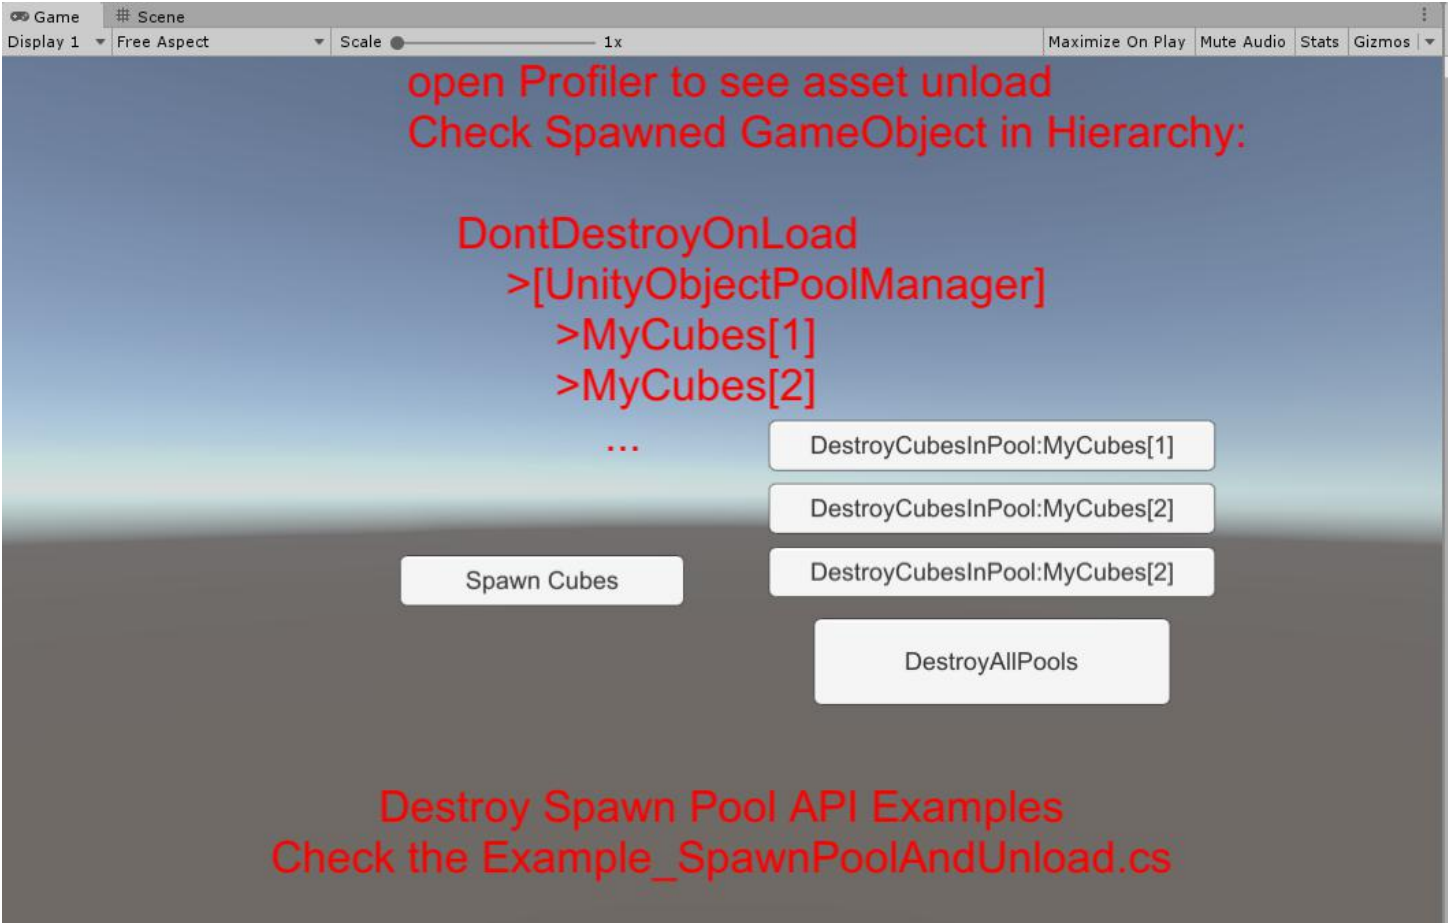 Game
Scene
Display 1
Free Aspect
Scale
1x
Maximize On Play
Mute Audio
Stats
Gizmos
open Profiler to see asset unload
Check Spawned GameObject in Hierarchy:
DontDestroyOnLoad
>[UnityObjectPoolManager]
>MyCubes[1]
>MyCubes[2]
...
DestroyCubesInPool:MyCubes[1]
DestroyCubesInPool:MyCubes[2]
Spawn Cubes
DestroyCubesInPool:MyCubes[2]
DestroyAllPools
Destroy Spawn Pool API Examples
Check the Example_SpawnPoolAndUnload.cs